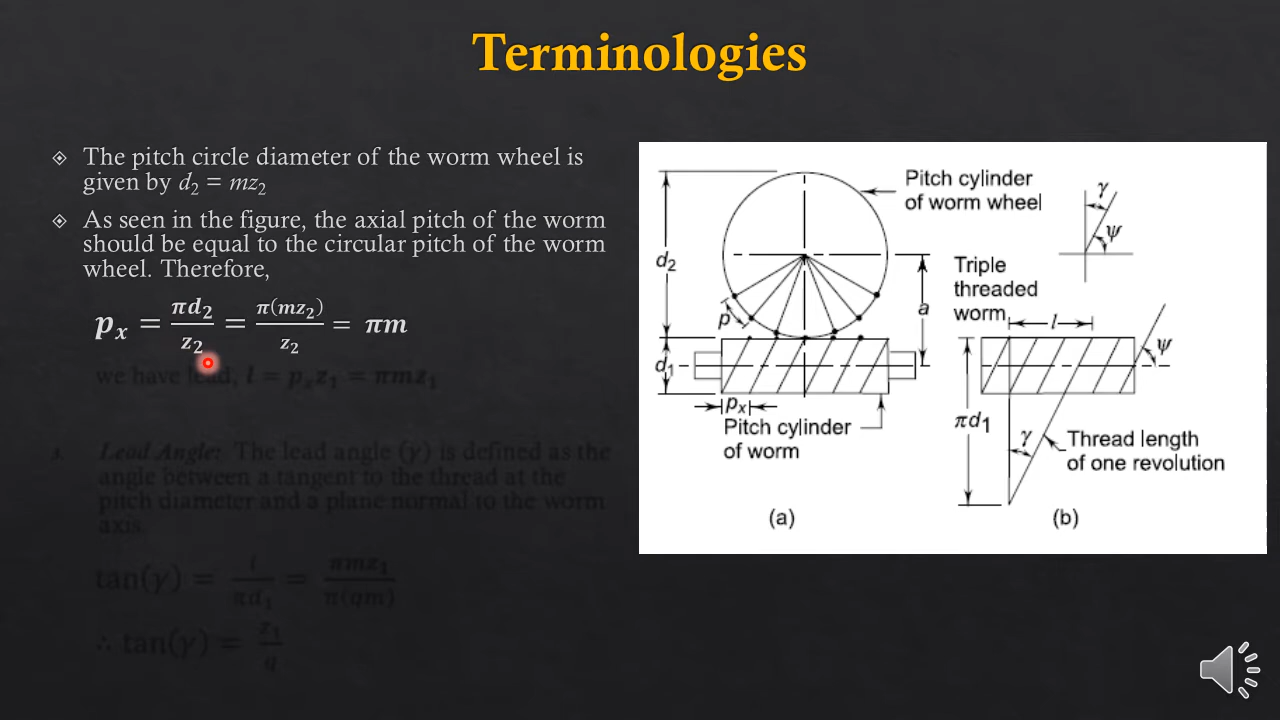 Terminologies
The pitch circle diameter of the worm wheel is
given by d₂ = mz₂
As seen in the figure, the axial pitch of the worm
should be equal to the circular pitch of the worm
wheel. Therefore,
pₓ = πd₂/z₂ = π(mz₂)/z₂ = πm
we have lead, l = pₓz₁ = πmz₁
Lead Angle: The lead angle (γ) is defined as the
angle between a tangent to the thread at the
pitch diameter and a plane normal to the worm
axis.
tan(γ) = l/πd₁ = πmz₁/π(qm)
∴ tan(γ) = z₁/q
Pitch cylinder
of worm wheel
d₂
p
a
d₁
pₓ
Pitch cylinder
of worm
(a)
γ
ψ
Triple
threaded
worm
l
ψ
πd₁
γ
Thread length
of one revolution
(b)